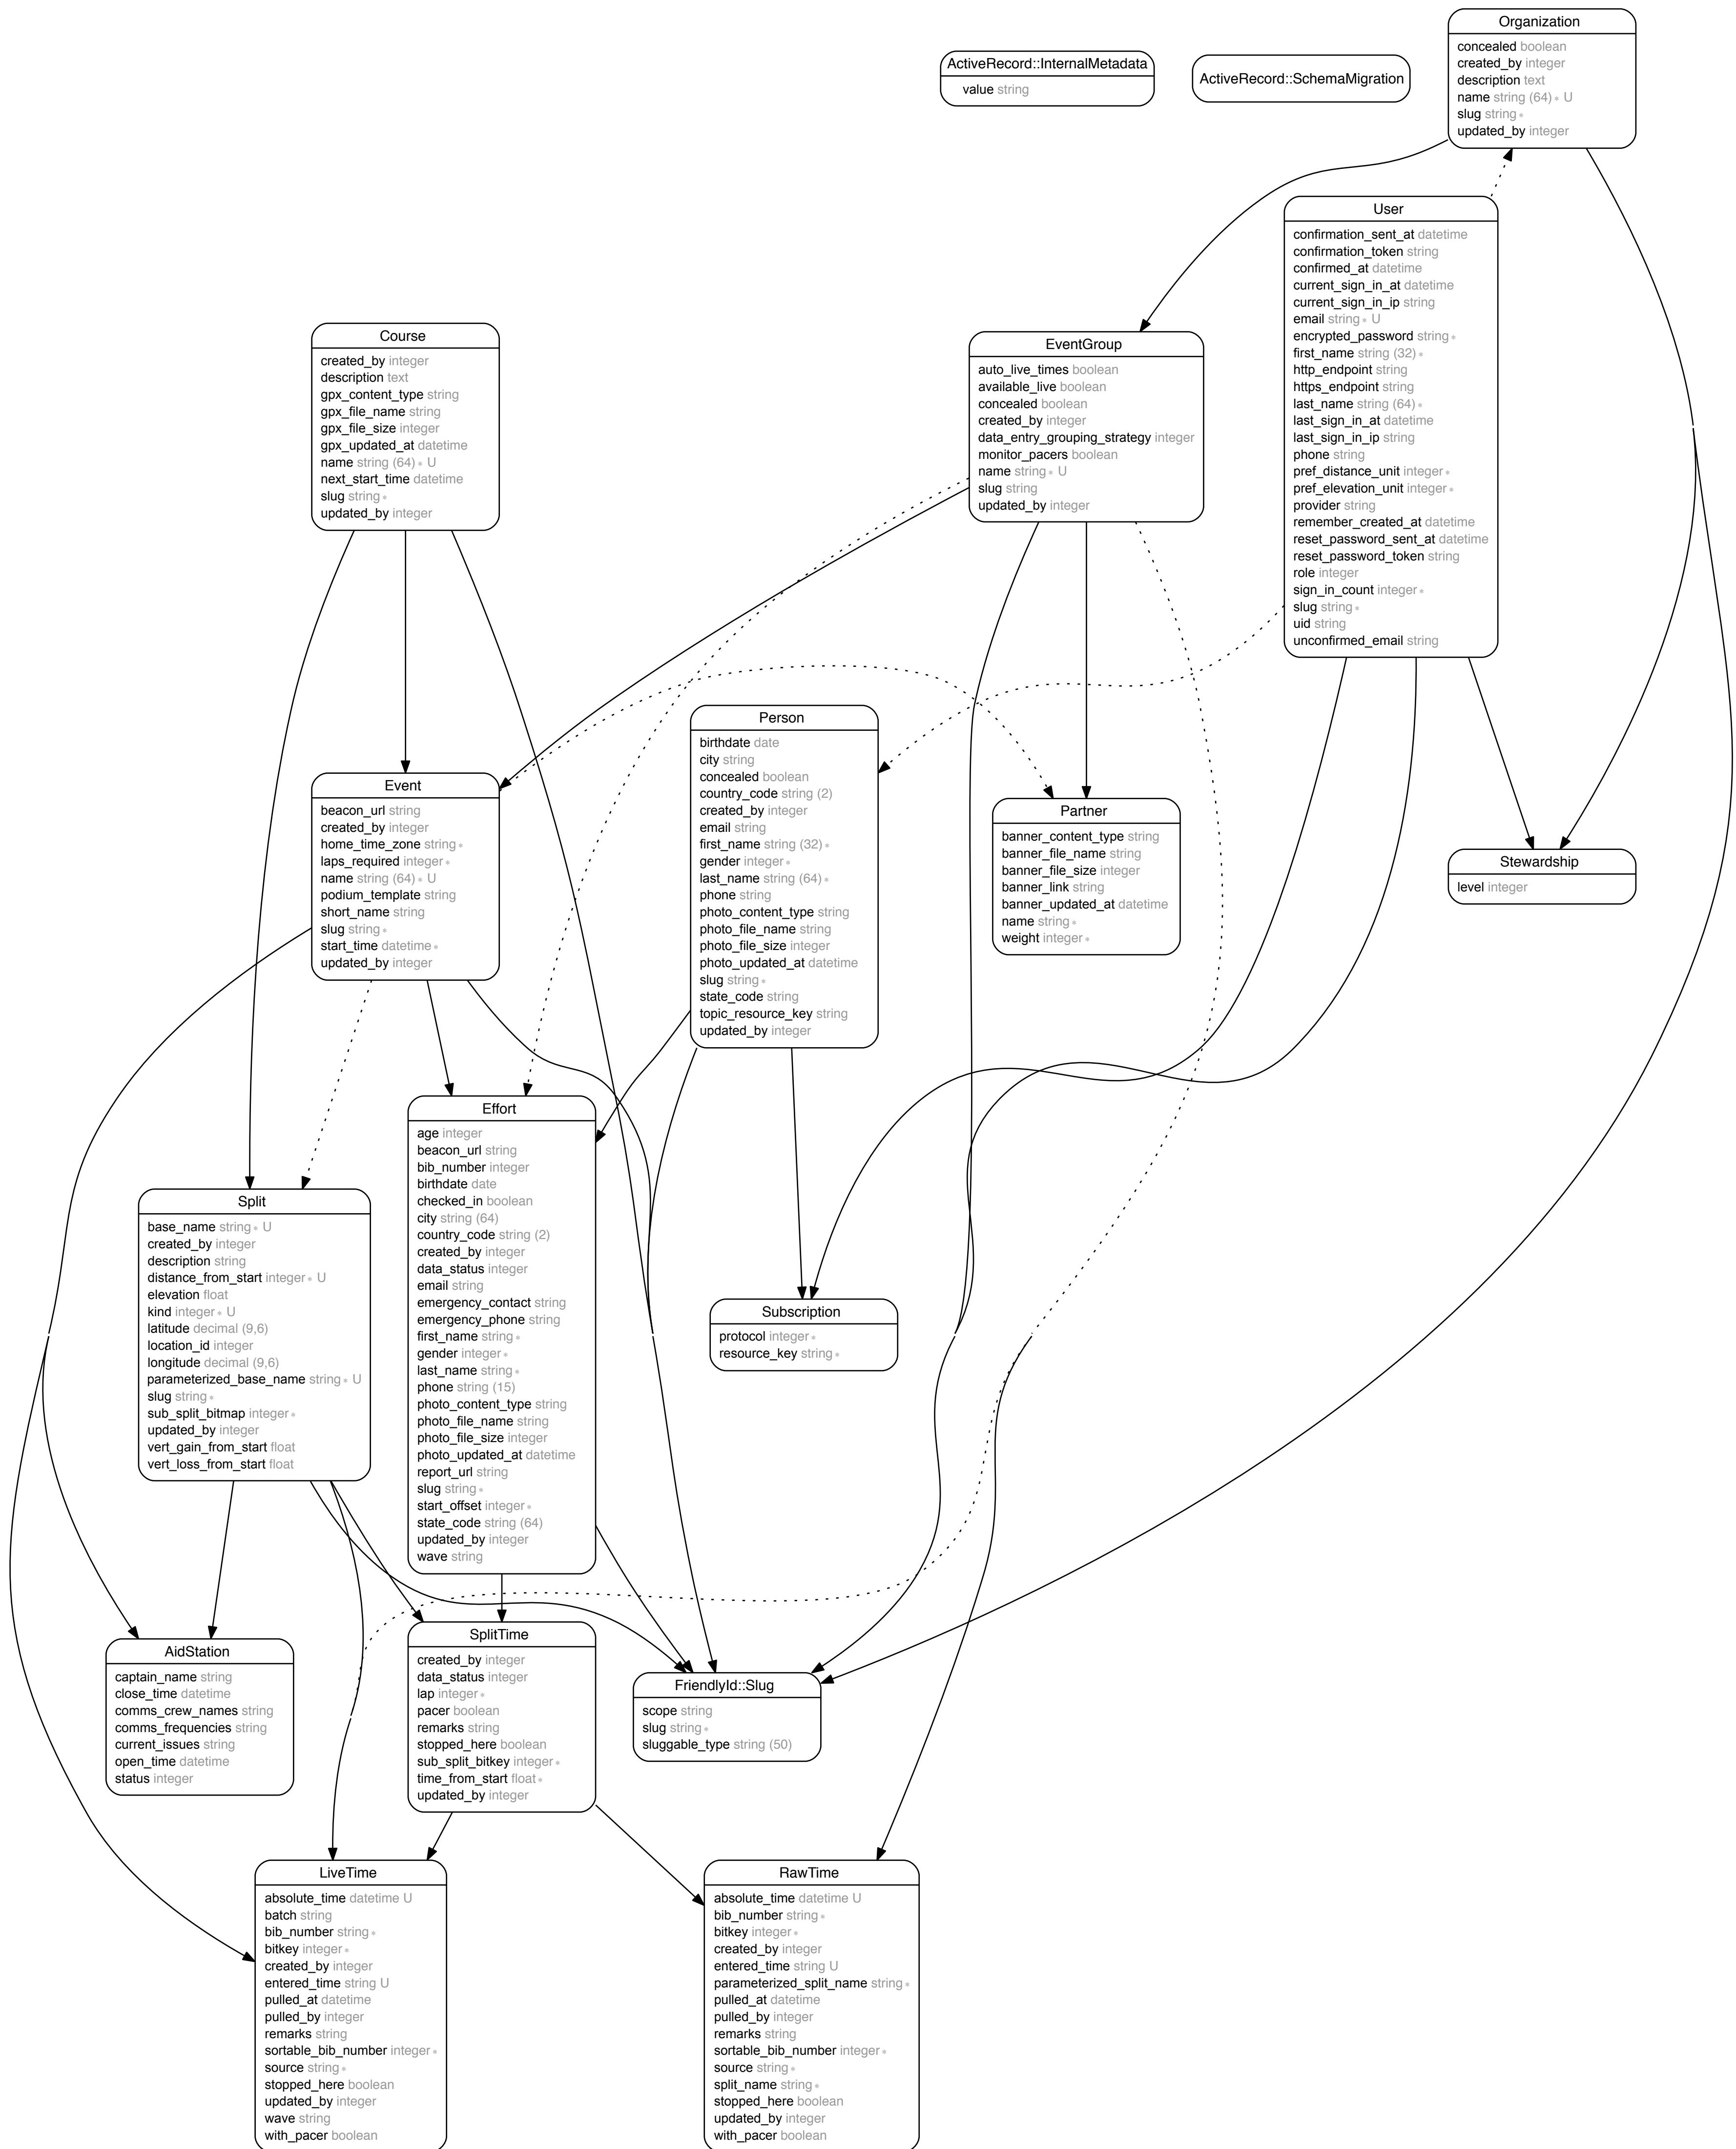 Organization
concealed boolean
created_by integer
description text
name string (64)∗ U
slug string∗
updated_by integer
ActiveRecord::InternalMetadata
value string
ActiveRecord::SchemaMigration
User
confirmation_sent_at datetime
confirmation_token string
confirmed_at datetime
current_sign_in_at datetime
current_sign_in_ip string
email string∗ U
encrypted_password string∗
first_name string (32)∗
http_endpoint string
https_endpoint string
last_name string (64)∗
last_sign_in_at datetime
last_sign_in_ip string
phone string
pref_distance_unit integer∗
pref_elevation_unit integer∗
provider string
remember_created_at datetime
reset_password_sent_at datetime
reset_password_token string
role integer
sign_in_count integer∗
slug string∗
uid string
unconfirmed_email string
Course
created_by integer
description text
gpx_content_type string
gpx_file_name string
gpx_file_size integer
gpx_updated_at datetime
name string (64)∗ U
next_start_time datetime
slug string∗
updated_by integer
EventGroup
auto_live_times boolean
available_live boolean
concealed boolean
created_by integer
data_entry_grouping_strategy integer
monitor_pacers boolean
name string∗ U
slug string
updated_by integer
Person
birthdate date
city string
concealed boolean
country_code string (2)
created_by integer
email string
first_name string (32)∗
gender integer∗
last_name string (64)∗
phone string
photo_content_type string
photo_file_name string
photo_file_size integer
photo_updated_at datetime
slug string∗
state_code string
topic_resource_key string
updated_by integer
Event
beacon_url string
created_by integer
home_time_zone string∗
laps_required integer∗
name string (64)∗ U
podium_template string
short_name string
slug string∗
start_time datetime∗
updated_by integer
Partner
banner_content_type string
banner_file_name string
banner_file_size integer
banner_link string
banner_updated_at datetime
name string∗
weight integer∗
Stewardship
level integer
Effort
age integer
beacon_url string
bib_number integer
birthdate date
checked_in boolean
city string (64)
country_code string (2)
created_by integer
data_status integer
email string
emergency_contact string
emergency_phone string
first_name string∗
gender integer∗
last_name string∗
phone string (15)
photo_content_type string
photo_file_name string
photo_file_size integer
photo_updated_at datetime
report_url string
slug string∗
start_offset integer∗
state_code string (64)
updated_by integer
wave string
Split
base_name string∗ U
created_by integer
description string
distance_from_start integer∗ U
elevation float
kind integer∗ U
latitude decimal (9,6)
location_id integer
longitude decimal (9,6)
parameterized_base_name string∗ U
slug string∗
sub_split_bitmap integer∗
updated_by integer
vert_gain_from_start float
vert_loss_from_start float
Subscription
protocol integer∗
resource_key string∗
AidStation
captain_name string
close_time datetime
comms_crew_names string
comms_frequencies string
current_issues string
open_time datetime
status integer
SplitTime
created_by integer
data_status integer
lap integer∗
pacer boolean
remarks string
stopped_here boolean
sub_split_bitkey integer∗
time_from_start float∗
updated_by integer
FriendlyId::Slug
scope string
slug string∗
sluggable_type string (50)
LiveTime
absolute_time datetime U
batch string
bib_number string∗
bitkey integer∗
created_by integer
entered_time string U
pulled_at datetime
pulled_by integer
remarks string
sortable_bib_number integer∗
source string∗
stopped_here boolean
updated_by integer
wave string
with_pacer boolean
RawTime
absolute_time datetime U
bib_number string∗
bitkey integer∗
created_by integer
entered_time string U
parameterized_split_name string∗
pulled_at datetime
pulled_by integer
remarks string
sortable_bib_number integer∗
source string∗
split_name string∗
stopped_here boolean
updated_by integer
with_pacer boolean